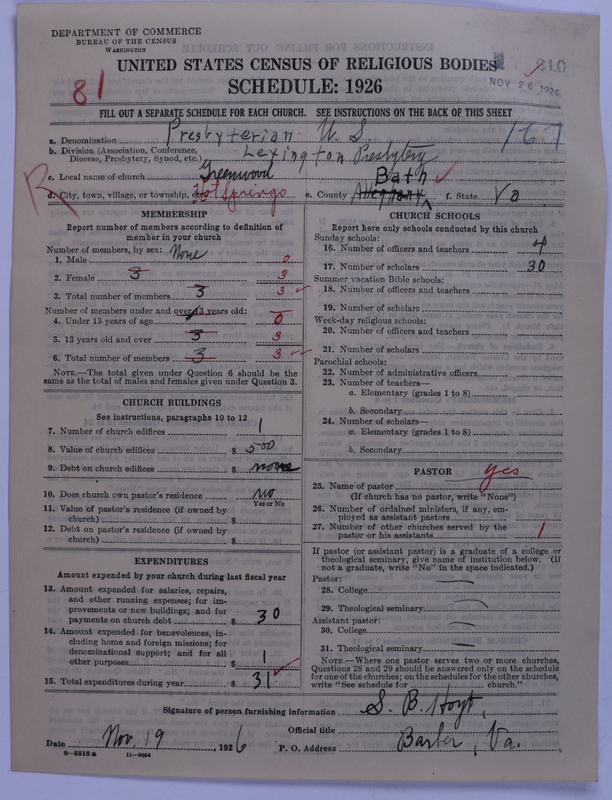 DEPARTMENT OF COMMERCE
BUREAU OF THE CENSUS
WASHINGTON
UNITED STATES CENSUS OF RELIGIOUS BODIES
SCHEDULE: 1926
81
NOV 26 1926
FILL OUT A SEPARATE SCHEDULE FOR EACH CHURCH. SEE INSTRUCTIONS ON THE BACK OF THIS SHEET
a. Denomination Presbyterian U. S.
b. Division (Association, Conference, Diocese, Presbytery, Synod, etc.) Lexington Presbytery
c. Local name of church Greenwood
d. City, town, village, or township, etc. Hot Springs e. County Alleghany Bath f. State Va
R
MEMBERSHIP
Report number of members according to definition of
member in your church
Number of members, by sex:
1. Male None 0
2. Female 3 3
3. Total number of members 3 3
Number of members under and over 13 years old:
4. Under 13 years of age 0
5. 13 years old and over 3 3
6. Total number of members 3 3
NOTE.—The total given under Question 6 should be the
same as the total of males and females given under Question 3.
CHURCH BUILDINGS
See instructions, paragraphs 10 to 12
7. Number of church edifices 1
8. Value of church edifices $ 500
9. Debt on church edifices $ none
10. Does church own pastor's residence no
Yes or No
11. Value of pastor's residence (if owned by
church) $
12. Debt on pastor's residence (if owned by
church) $
EXPENDITURES
Amount expended by your church during last fiscal year
13. Amount expended for salaries, repairs,
and other running expenses; for im-
provements or new buildings; and for
payments on church debt $ 30
14. Amount expended for benevolences, in-
cluding home and foreign missions; for
denominational support; and for all
other purposes $ 1
15. Total expenditures during year $ 31
CHURCH SCHOOLS
Report here only schools conducted by this church
Sunday schools:
16. Number of officers and teachers 4
17. Number of scholars 30
Summer vacation Bible schools:
18. Number of officers and teachers
19. Number of scholars
Week-day religious schools:
20. Number of officers and teachers
21. Number of scholars
Parochial schools:
22. Number of administrative officers
23. Number of teachers—
a. Elementary (grades 1 to 8)
b. Secondary
24. Number of scholars—
a. Elementary (grades 1 to 8)
b. Secondary
PASTOR
25. Name of pastor yes
(If church has no pastor, write "None")
26. Number of ordained ministers, if any, em-
ployed as assistant pastors
27. Number of other churches served by the
pastor or his assistants 1
If pastor (or assistant pastor) is a graduate of a college or
theological seminary, give name of institution below. (If
not a graduate, write "No" in the space indicated.)
Pastor:
28. College
29. Theological seminary
Assistant pastor:
30. College
31. Theological seminary
NOTE.—Where one pastor serves two or more churches,
Questions 28 and 29 should be answered only on the schedule
for one of the churches; on the schedules for the other churches,
write "See schedule for church."
Signature of person furnishing information S. B. Hoyt,
Official title
Date Nov. 19, 1926 P. O. Address Barber, Va.
8—5518 a 11—9064